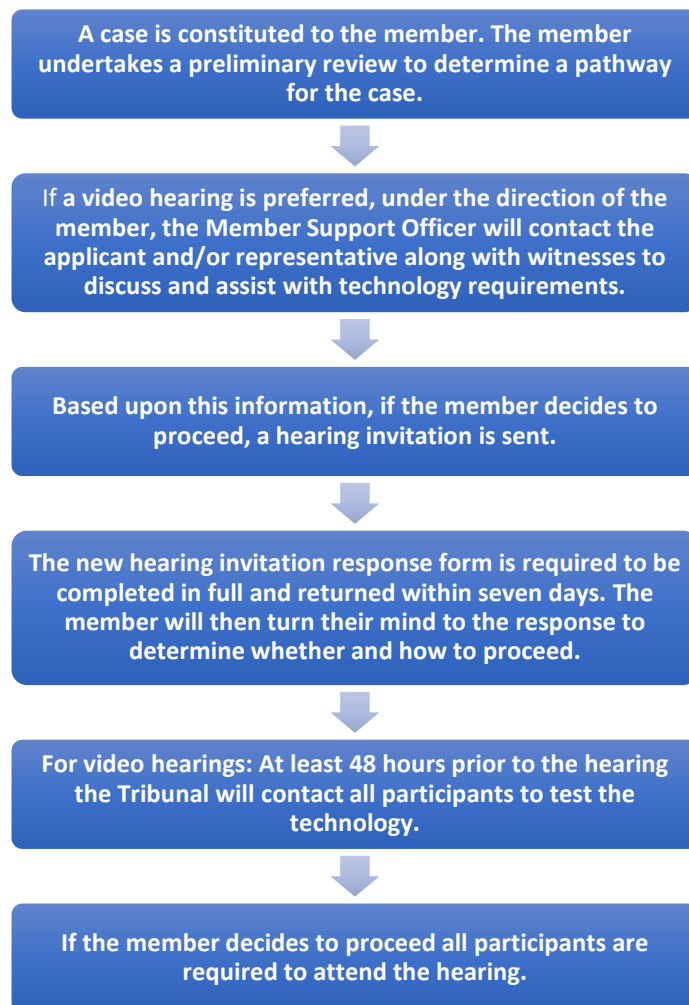 A case is constituted to the member. The member
undertakes a preliminary review to determine a pathway
for the case.
If a video hearing is preferred, under the direction of the
member, the Member Support Officer will contact the
applicant and/or representative along with witnesses to
discuss and assist with technology requirements.
Based upon this information, if the member decides to
proceed, a hearing invitation is sent.
The new hearing invitation response form is required to be
completed in full and returned within seven days. The
member will then turn their mind to the response to
determine whether and how to proceed.
For video hearings: At least 48 hours prior to the hearing
the Tribunal will contact all participants to test the
technology.
If the member decides to proceed all participants are
required to attend the hearing.